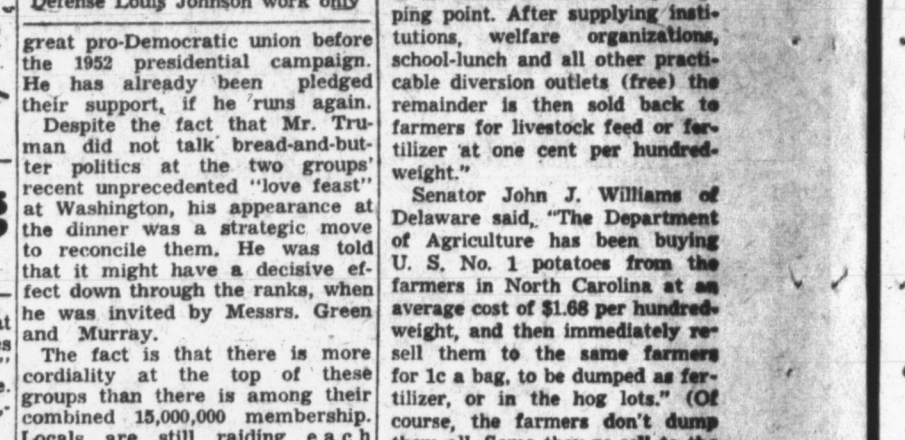 Defense Louis Johnson work only
great pro-Democratic union before
the 1952 presidential campaign.
He has already been pledged
their support, if he runs again.
Despite the fact that Mr. Tru-
man did not talk bread-and-but-
ter politics at the two groups'
recent unprecedented "love feast"
at Washington, his appearance at
the dinner was a strategic move
to reconcile them. He was told
that it might have a decisive ef-
fect down through the ranks, when
he was invited by Messrs. Green
and Murray.
The fact is that there is more
cordiality at the top of these
groups than there is among their
combined 15,000,000 membership.
Locals are still raiding each
ping point. After supplying insti-
tutions, welfare organizations,
school-lunch and all other practi-
cable diversion outlets (free) the
remainder is then sold back to
farmers for livestock feed or fer-
tilizer at one cent per hundred-
weight."
Senator John J. Williams of
Delaware said, "The Department
of Agriculture has been buying
U. S. No. 1 potatoes from the
farmers in North Carolina at an
average cost of $1.68 per hundred-
weight, and then immediately re-
sell them to the same farmers
for 1c a bag, to be dumped as fer-
tilizer, or in the hog lots." (Of
course, the farmers don't dump